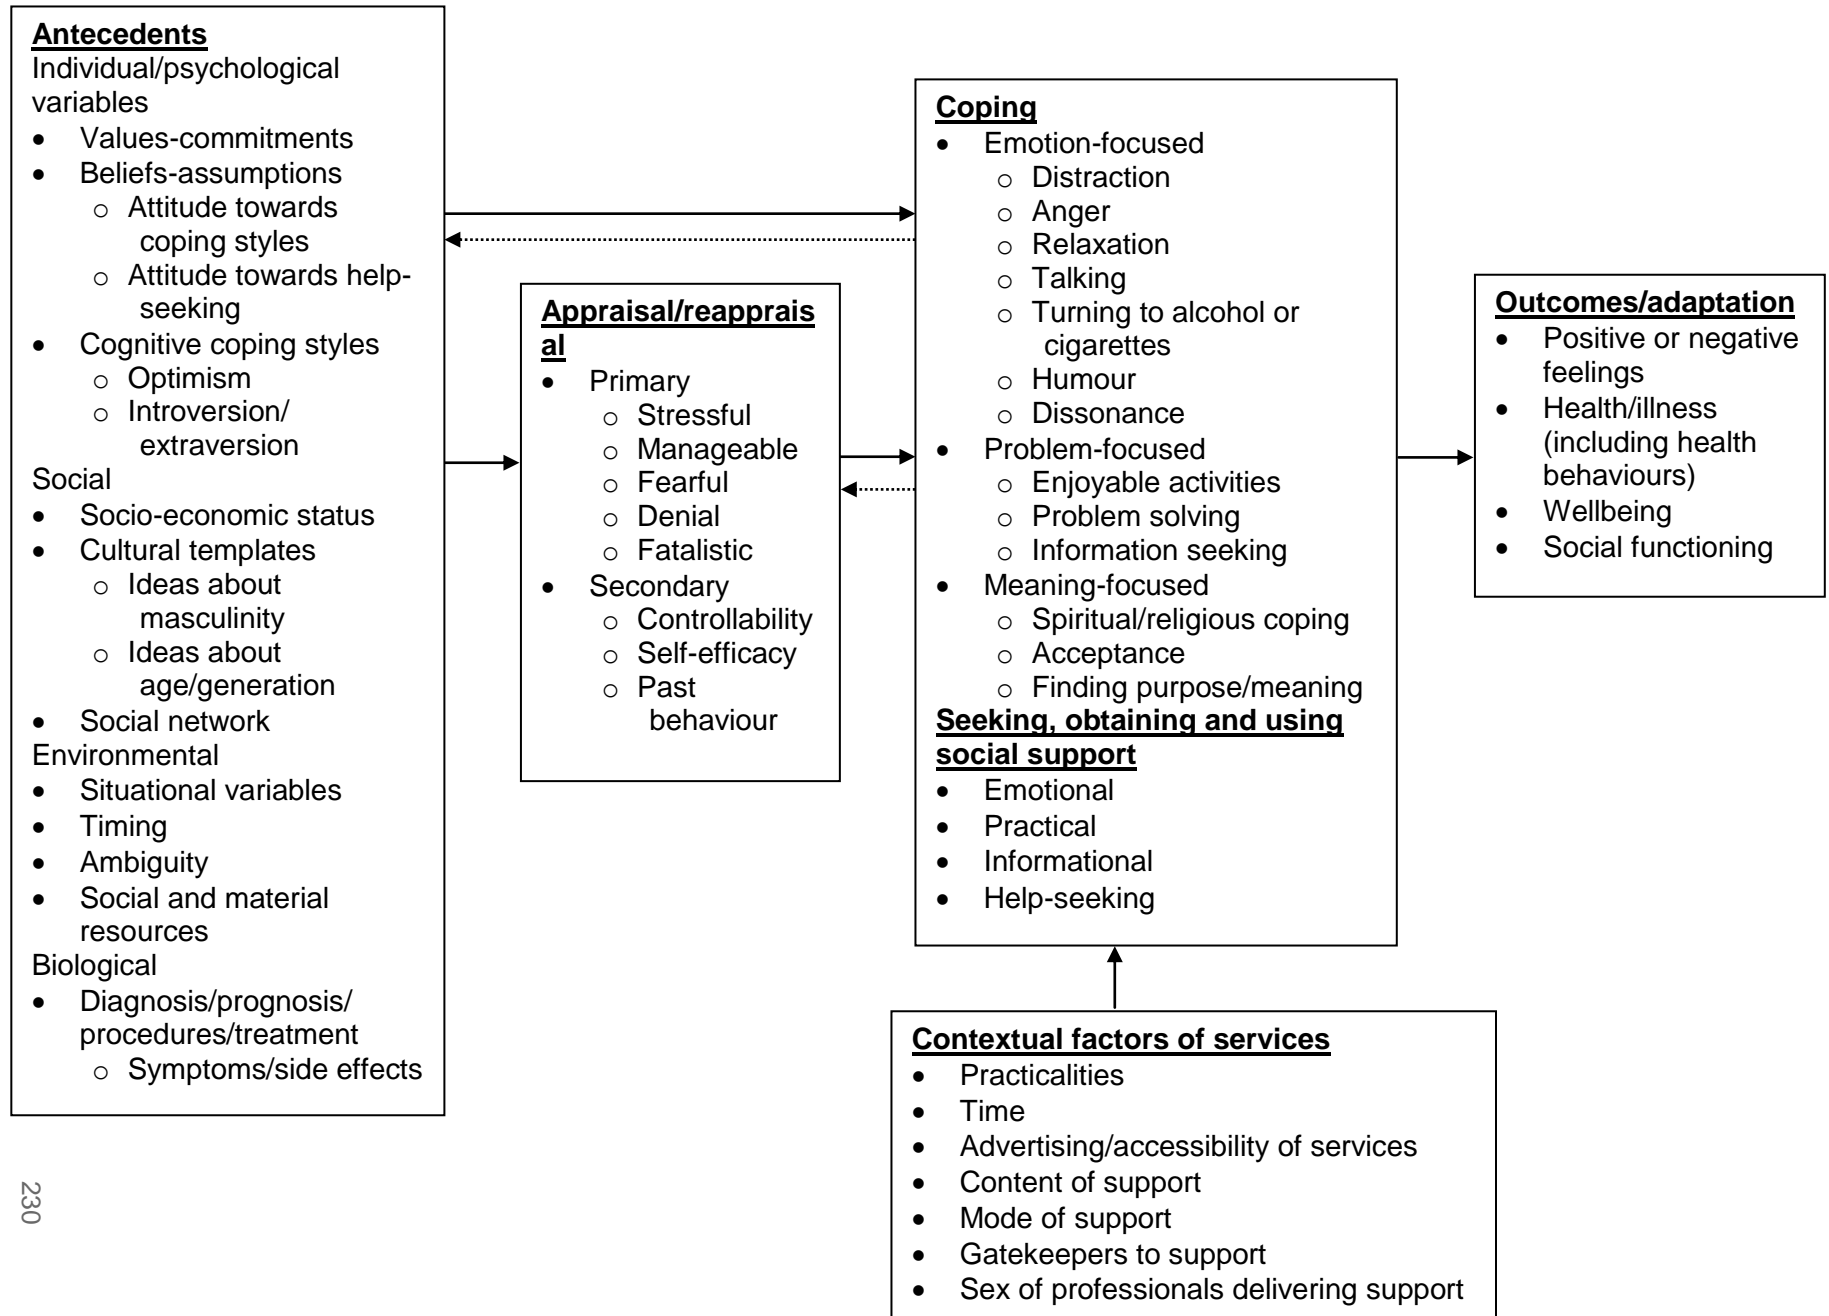 Antecedents
Individual/psychological
variables
• Values-commitments
• Beliefs-assumptions
o Attitude towards
coping styles
o Attitude towards help-
seeking
• Cognitive coping styles
o Optimism
o Introversion/
extraversion
Social
• Socio-economic status
• Cultural templates
o Ideas about
masculinity
o Ideas about
age/generation
• Social network
Environmental
• Situational variables
• Timing
• Ambiguity
• Social and material
resources
Biological
• Diagnosis/prognosis/
procedures/treatment
o Symptoms/side effects
Appraisal/reapprais
al
• Primary
o Stressful
o Manageable
o Fearful
o Denial
o Fatalistic
• Secondary
o Controllability
o Self-efficacy
o Past
behaviour
Coping
• Emotion-focused
o Distraction
o Anger
o Relaxation
o Talking
o Turning to alcohol or
cigarettes
o Humour
o Dissonance
• Problem-focused
o Enjoyable activities
o Problem solving
o Information seeking
• Meaning-focused
o Spiritual/religious coping
o Acceptance
o Finding purpose/meaning
Seeking, obtaining and using
social support
• Emotional
• Practical
• Informational
• Help-seeking
Outcomes/adaptation
• Positive or negative
feelings
• Health/illness
(including health
behaviours)
• Wellbeing
• Social functioning
Contextual factors of services
• Practicalities
• Time
• Advertising/accessibility of services
• Content of support
• Mode of support
• Gatekeepers to support
• Sex of professionals delivering support
230